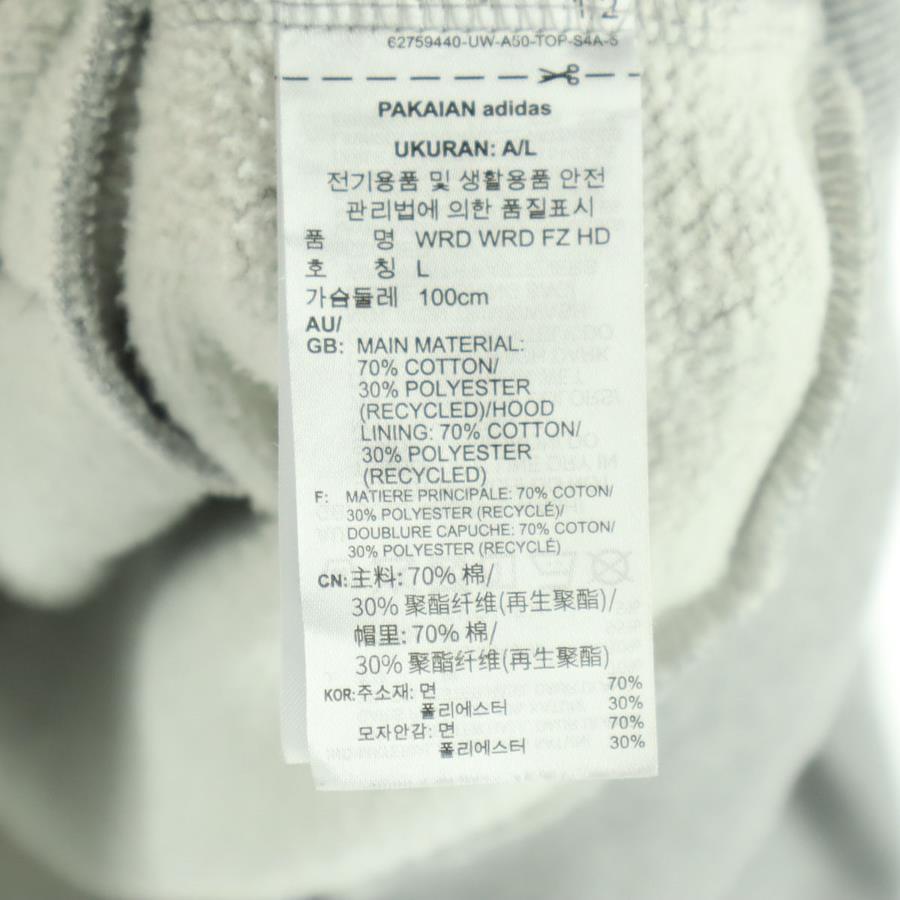 62759440-UW-A50-TOP-S4A-5
PAKAIAN adidas
UKURAN: A/L
전기용품 및 생활용품 안전
관리법에 의한 품질표시
품 명 WRD WRD FZ HD
호 칭 L
가슴둘레 100cm
AU/
GB: MAIN MATERIAL:
70% COTTON/
30% POLYESTER
(RECYCLED)/HOOD
LINING: 70% COTTON/
30% POLYESTER
(RECYCLED)
F: MATIERE PRINCIPALE: 70% COTON/
30% POLYESTER (RECYCLÉ)/
DOUBLURE CAPUCHE: 70% COTON/
30% POLYESTER (RECYCLÉ)
CN:主料: 70% 棉/
30% 聚酯纤维(再生聚酯)/
帽里: 70% 棉/
30% 聚酯纤维(再生聚酯)
KOR:주소재: 면 70%
폴리에스터 30%
모자안감: 면 70%
폴리에스터 30%